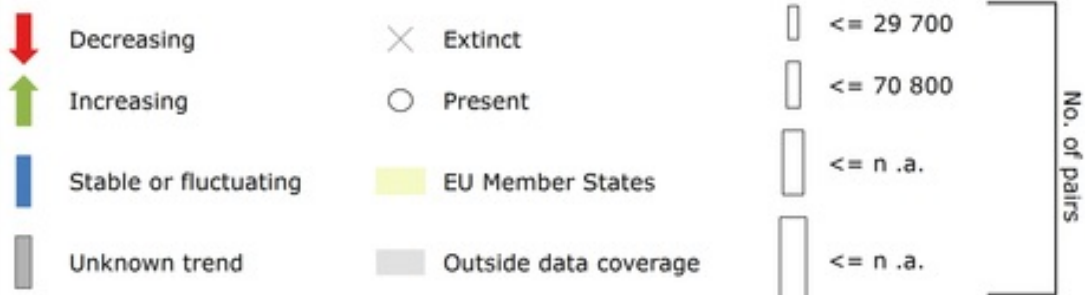 Decreasing
Increasing
Stable or fluctuating
Unknown trend
Extinct
Present
EU Member States
Outside data coverage
<= 29 700
<= 70 800
<= n .a.
<= n .a.
No. of pairs